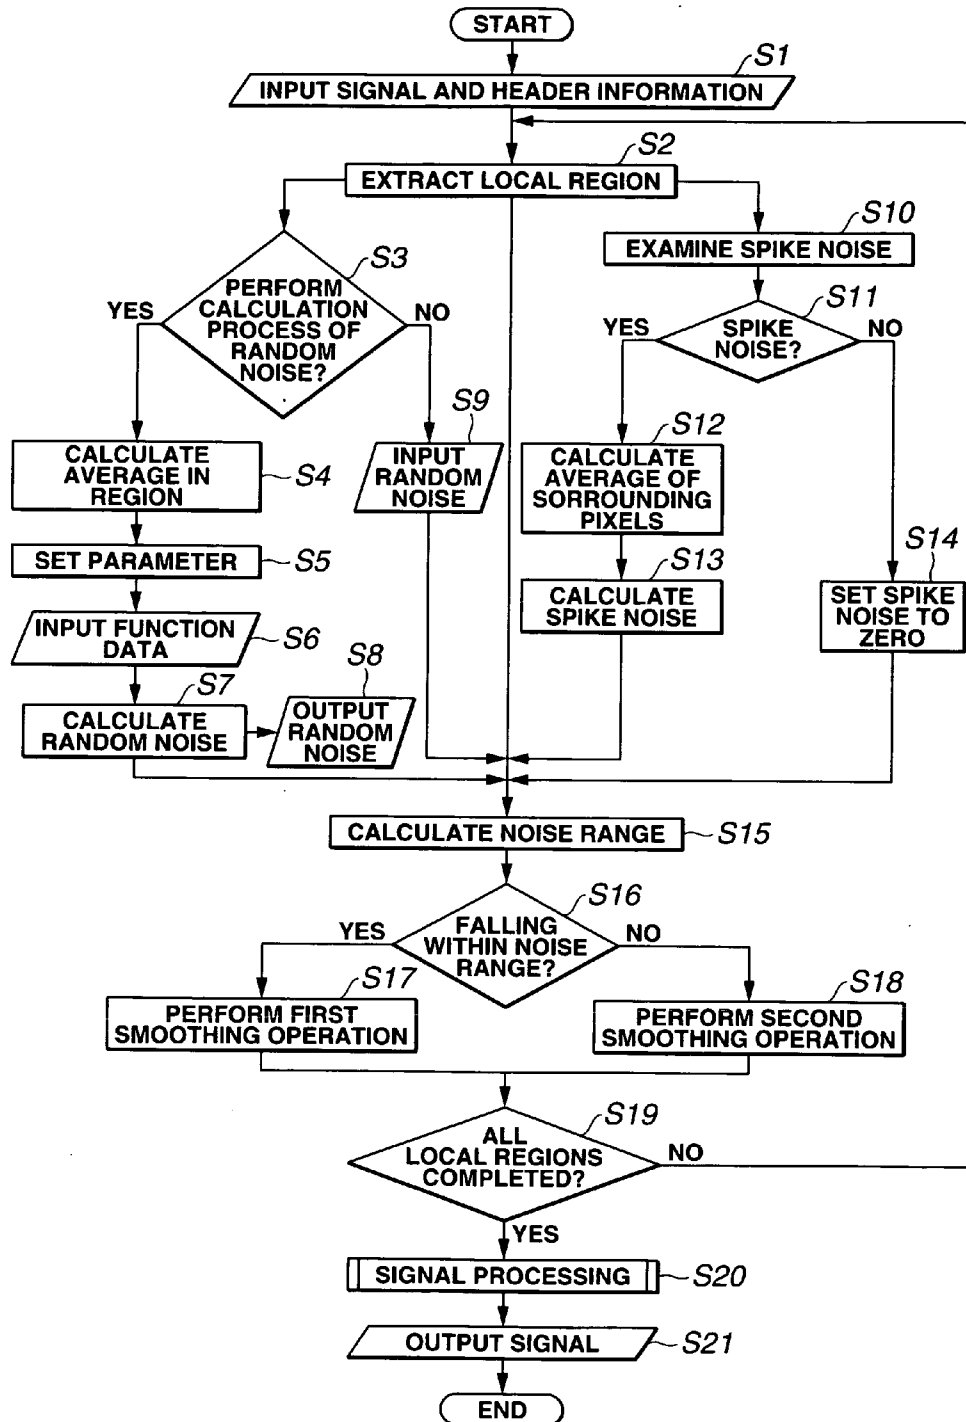 START
S1
INPUT SIGNAL AND HEADER INFORMATION
S2
EXTRACT LOCAL REGION
S3
PERFORM
CALCULATION
PROCESS OF
RANDOM
NOISE?
YES
NO
S4
CALCULATE
AVERAGE IN
REGION
S5
SET PARAMETER
S6
INPUT FUNCTION
DATA
S7
CALCULATE
RANDOM NOISE
S8
OUTPUT
RANDOM
NOISE
S9
INPUT
RANDOM
NOISE
S10
EXAMINE SPIKE NOISE
S11
SPIKE
NOISE?
YES
NO
S12
CALCULATE
AVERAGE OF
SORROUNDING
PIXELS
S13
CALCULATE
SPIKE NOISE
S14
SET SPIKE
NOISE TO
ZERO
CALCULATE NOISE RANGE
S15
S16
FALLING
WITHIN NOISE
RANGE?
YES
NO
S17
PERFORM FIRST
SMOOTHING OPERATION
S18
PERFORM SECOND
SMOOTHING OPERATION
S19
ALL
LOCAL REGIONS
COMPLETED?
NO
YES
SIGNAL PROCESSING
S20
OUTPUT SIGNAL
S21
END